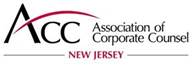 ACC Association of
Corporate Counsel
NEW JERSEY